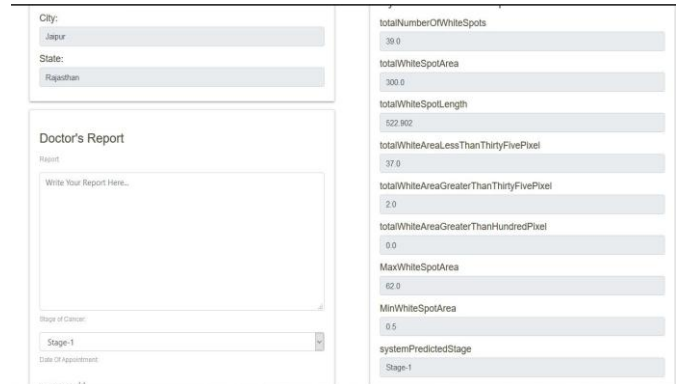 City:
Jaipur
State:
Rajasthan
Doctor's Report
Report
Write Your Report Here...
Stage of Cancer:
Stage-1
Date Of Appointment
totalNumberOfWhiteSpots
39.0
totalWhiteSpotArea
300.0
totalWhiteSpotLength
522.902
totalWhiteAreaLessThanThirtyFivePixel
37.0
totalWhiteAreaGreaterThanThirtyFivePixel
2.0
totalWhiteAreaGreaterThanHundredPixel
0.0
MaxWhiteSpotArea
62.0
MinWhiteSpotArea
0.5
systemPredictedStage
Stage-1